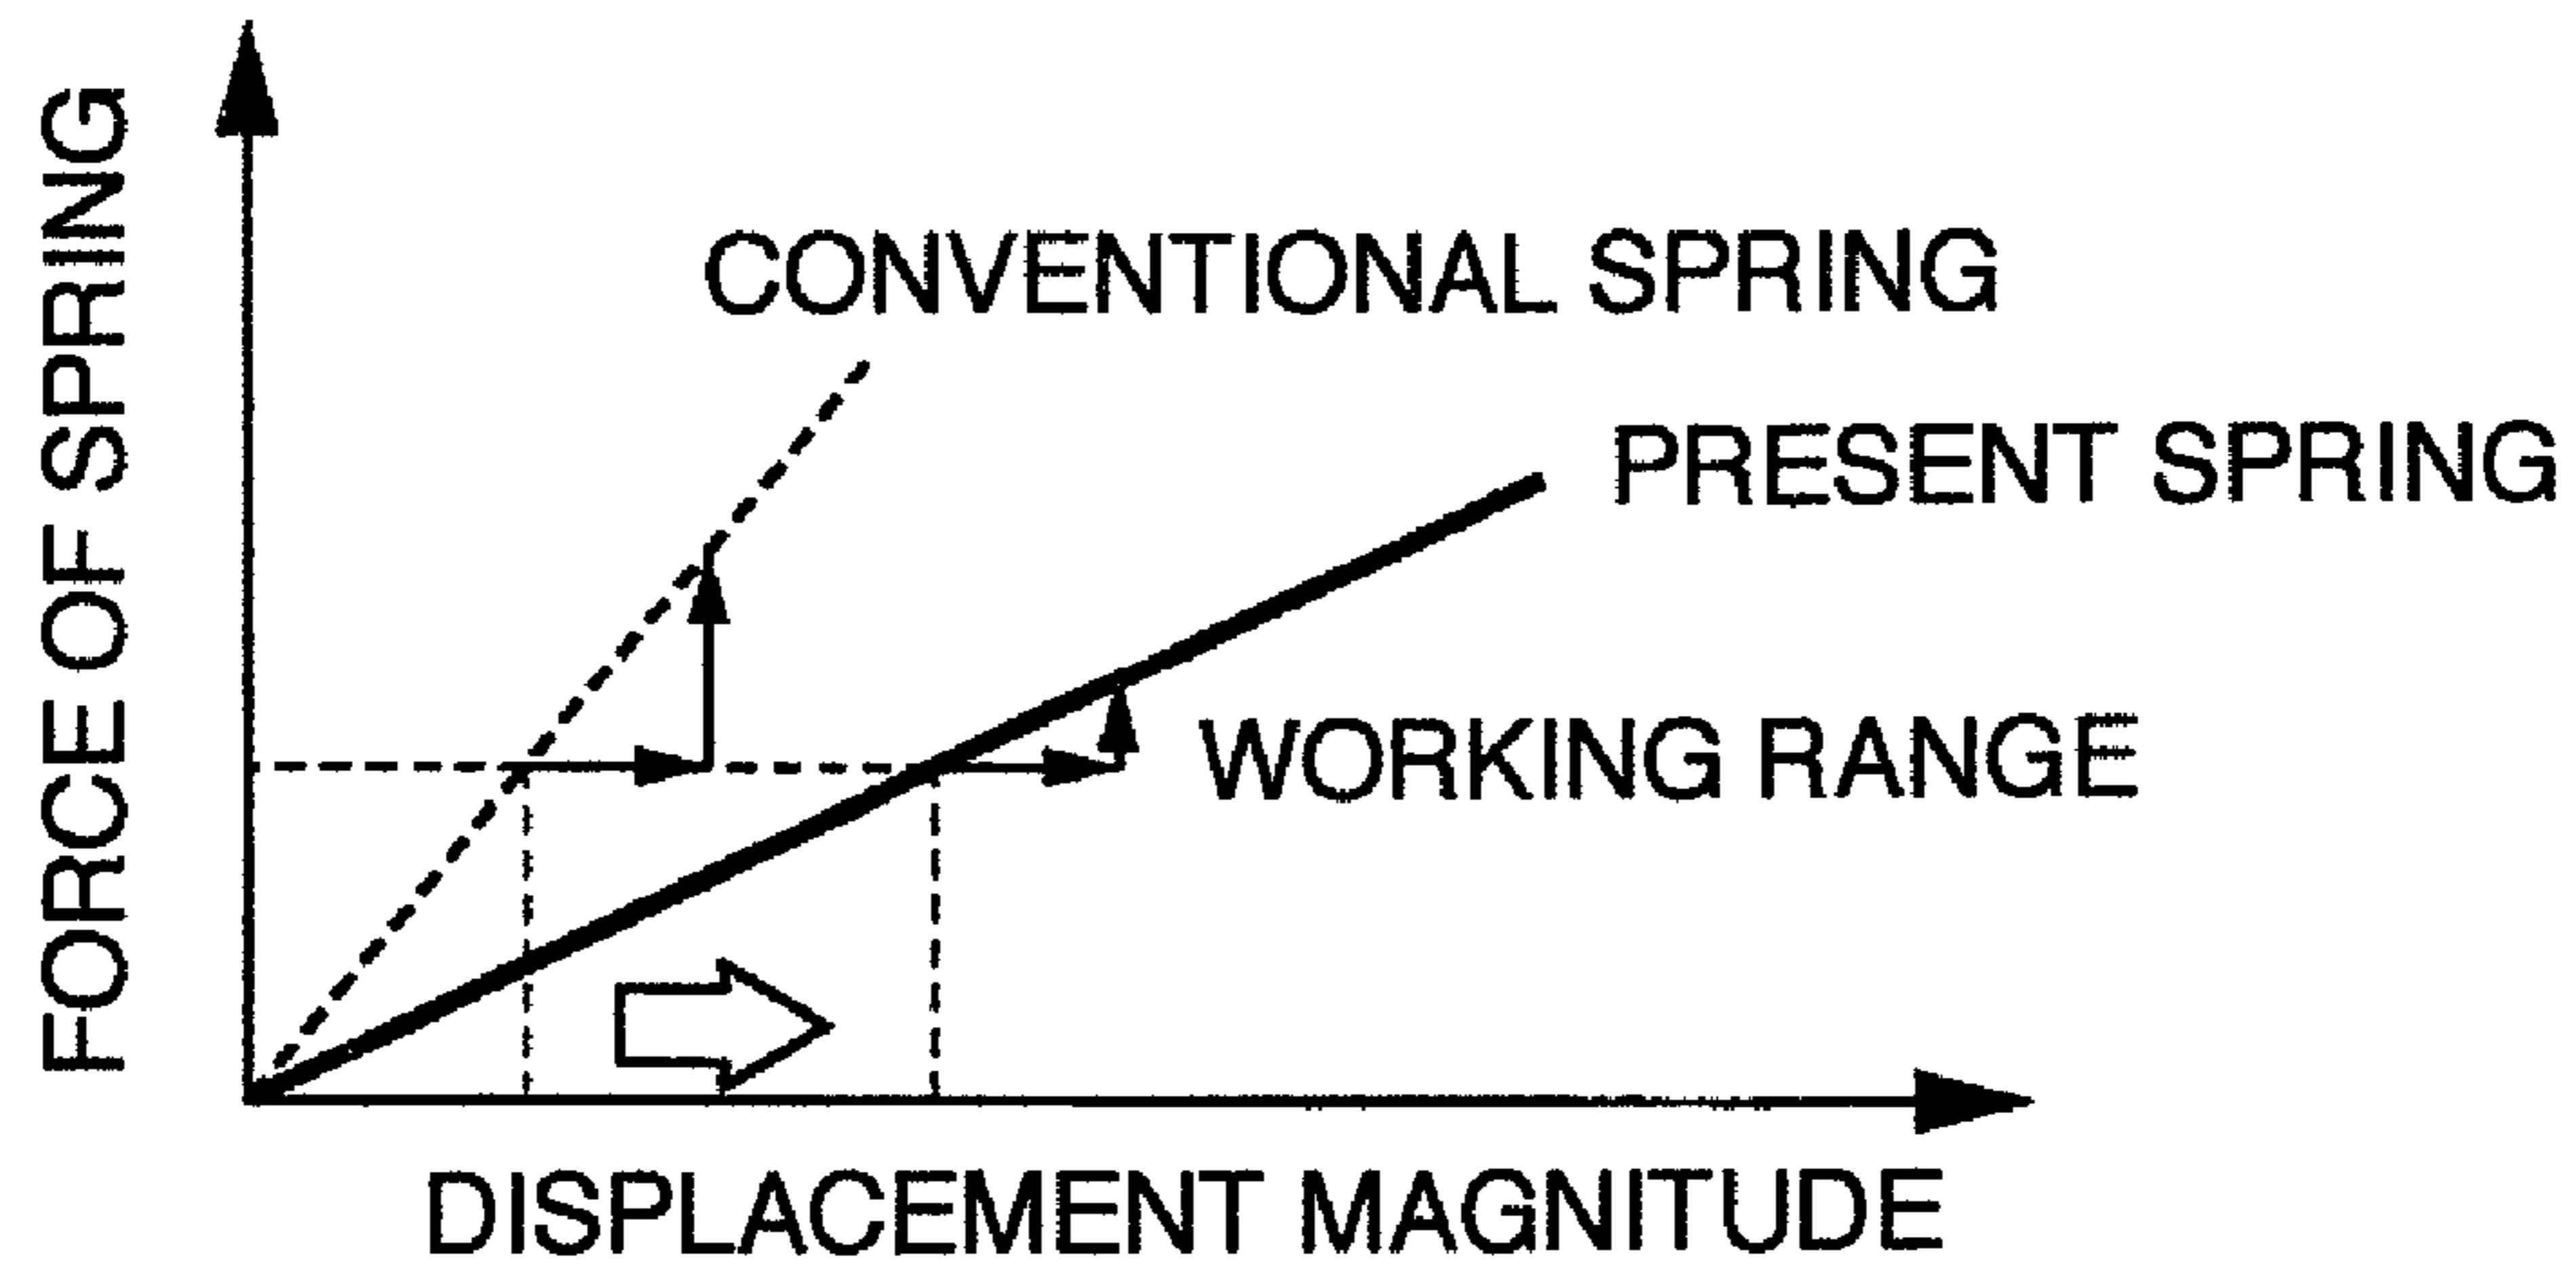 FORCE OF SPRING
CONVENTIONAL SPRING
PRESENT SPRING
WORKING RANGE
DISPLACEMENT MAGNITUDE